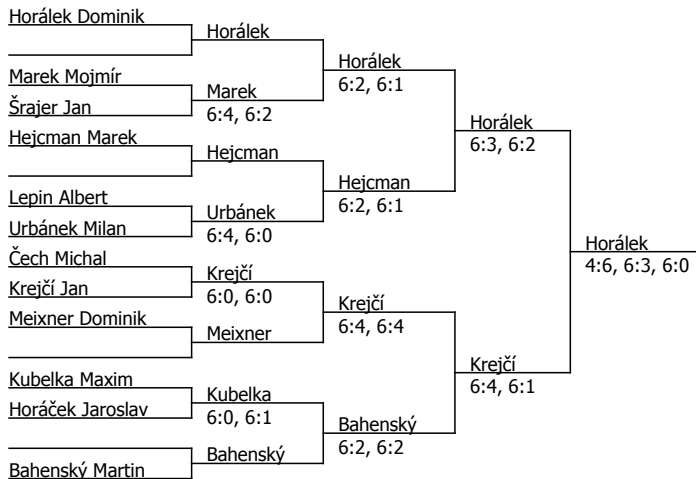 Horálek Dominik
Horálek
Horálek
6:2, 6:1
Marek Mojmír
Marek
6:4, 6:2
Šrajer Jan
Horálek
6:3, 6:2
Hejcman Marek
Hejcman
Hejcman
6:2, 6:1
Lepin Albert
Urbánek
6:4, 6:0
Urbánek Milan
Horálek
4:6, 6:3, 6:0
Čech Michal
Krejčí
6:0, 6:0
Krejčí Jan
Krejčí
6:4, 6:4
Meixner Dominik
Meixner
Krejčí
6:4, 6:1
Kubelka Maxim
Kubelka
6:0, 6:1
Horáček Jaroslav
Bahenský
6:2, 6:2
Bahenský
Bahenský Martin